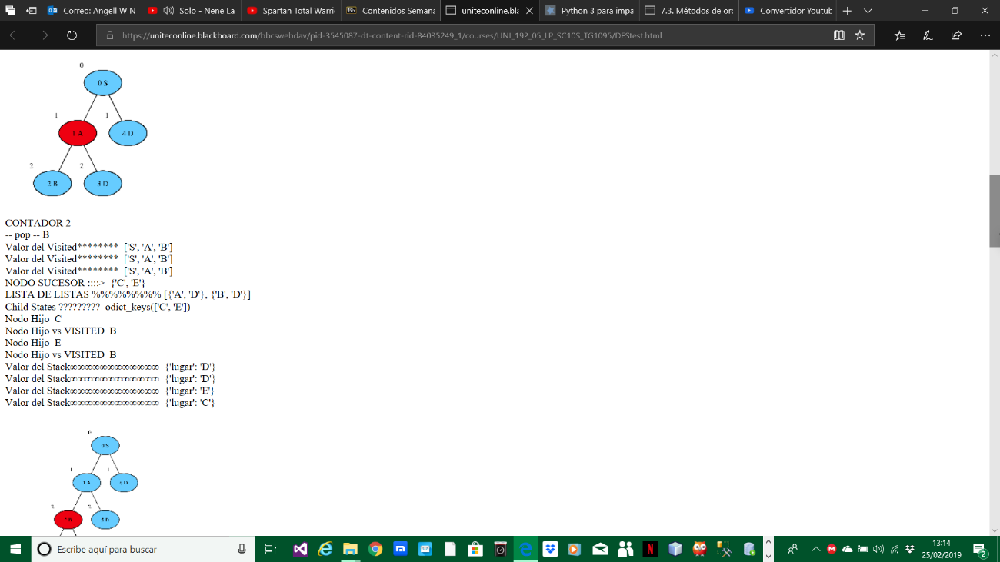 Correo: Angell W N
Solo - Nene La
Spartan Total Warri
Contenidos Semana
uniteconline.bla
Python 3 para impa
7.3. Métodos de orc
Convertidor Youtub
https://uniteconline.blackboard.com/bbcswebdav/pid-3545087-dt-content-rid-84035249_1/courses/UNI_192_05_LP_SC10S_TG1095/DFStest.html
0
0 S
1 1
1 A 4 D
2 2
2 B 3 D
CONTADOR 2
-- pop -- B
Valor del Visited******** ['S', 'A', 'B']
Valor del Visited******** ['S', 'A', 'B']
Valor del Visited******** ['S', 'A', 'B']
NODO SUCESOR ::::> {'C', 'E'}
LISTA DE LISTAS %%%%%%%% [{'A', 'D'}, {'B', 'D'}]
Child States ????????? odict_keys(['C', 'E'])
Nodo Hijo C
Nodo Hijo vs VISITED B
Nodo Hijo E
Nodo Hijo vs VISITED B
Valor del Stack∞∞∞∞∞∞∞∞∞∞∞∞ {'lugar': 'D'}
Valor del Stack∞∞∞∞∞∞∞∞∞∞∞∞ {'lugar': 'D'}
Valor del Stack∞∞∞∞∞∞∞∞∞∞∞∞ {'lugar': 'E'}
Valor del Stack∞∞∞∞∞∞∞∞∞∞∞∞ {'lugar': 'C'}
0 S
1 1
1 A 6 D
2 B 5 D
Escribe aquí para buscar
13:14
25/02/2019
2